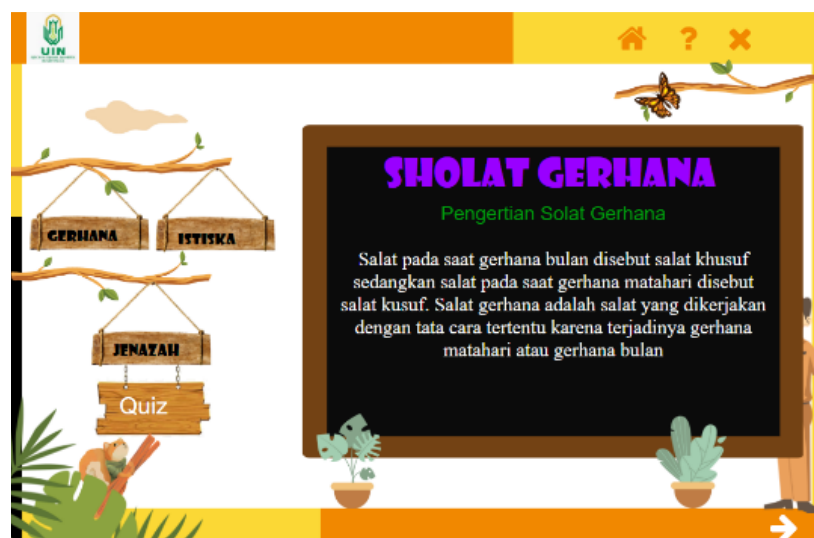 UIN
?
GERHANA
ISTISKA
JENAZAH
Quiz
SHOLAT GERHANA
Pengertian Solat Gerhana
Salat pada saat gerhana bulan disebut salat khusuf
sedangkan salat pada saat gerhana matahari disebut
salat kusuf. Salat gerhana adalah salat yang dikerjakan
dengan tata cara tertentu karena terjadinya gerhana
matahari atau gerhana bulan